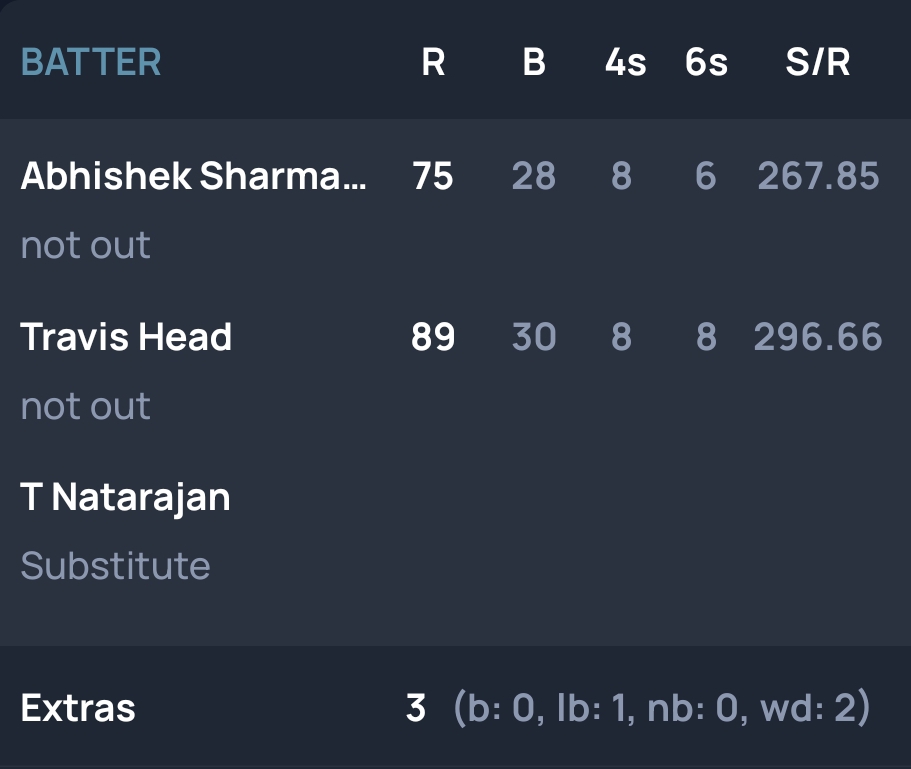 BATTER R B 4s 6s S/R
Abhishek Sharma... 75 28 8 6 267.85
not out
Travis Head 89 30 8 8 296.66
not out
T Natarajan
Substitute
Extras 3 (b: 0, lb: 1, nb: 0, wd: 2)